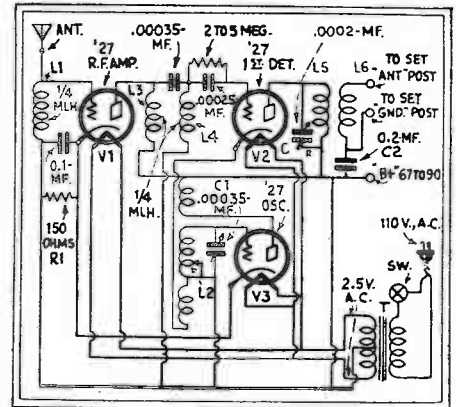 ANT.
L1
1/4
MLH.
0.1-
MF.
150
OHMS
R1
'27
R.F. AMP.
V1
.00035-
MF.
2 TO 5 MEG.
.00025
MF.
L3
L4
1/4
MLH.
'27
1ST DET.
V2
.0002-MF.
C
R
L5
L6
TO SET
"ANT" POST
TO SET
"GND." POST
0.2-MF.
C2
"B+" 67 TO 90
C1
.00035-
MF.
'27
OSC.
V3
L2
110 V., A.C.
SW.
2.5 V.
A.C.
T